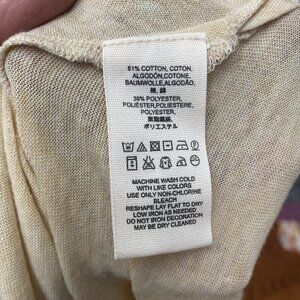 61% COTTON, COTON,
ALGODÓN,COTONE,
BAUMWOLLE,ALGODÃO,
棉, 綿
39% POLYESTER,
POLIÉSTER,POLIESTERE,
POLYESTER,
聚酯纖維,
ポリエステル
MACHINE WASH COLD
WITH LIKE COLORS
USE ONLY NON-CHLORINE
BLEACH
RESHAPE LAY FLAT TO DRY
LOW IRON AS NEEDED
DO NOT IRON DECORATION
MAY BE DRY CLEANED